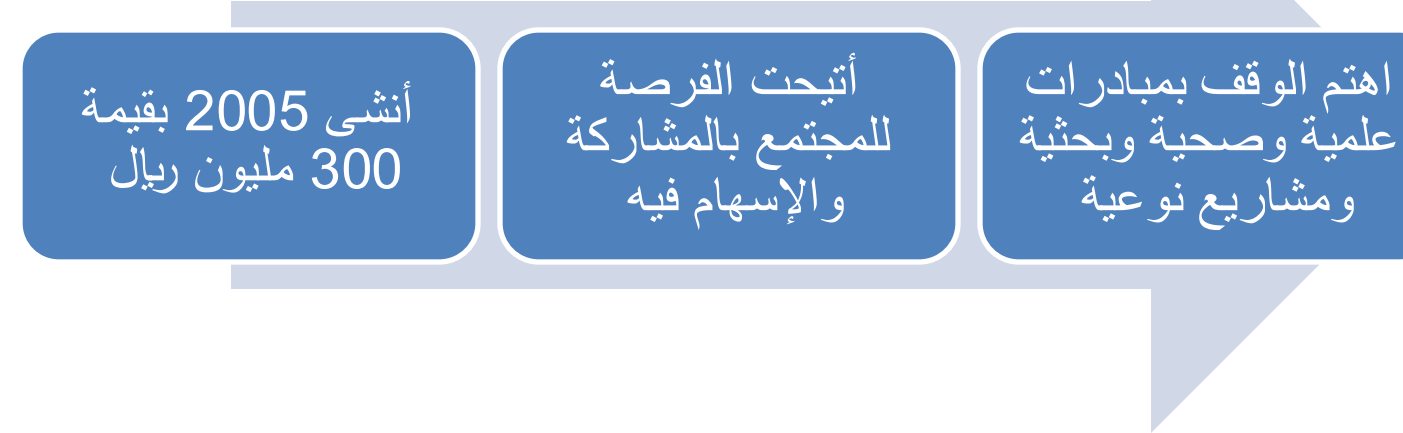 أنشى 2005 بقيمة
300 مليون ريال
أتيحت الفرصة
للمجتمع بالمشاركة
والإسهام فيه
اهتم الوقف بمبادرات
علمية وصحية وبحثية
ومشاريع نوعية